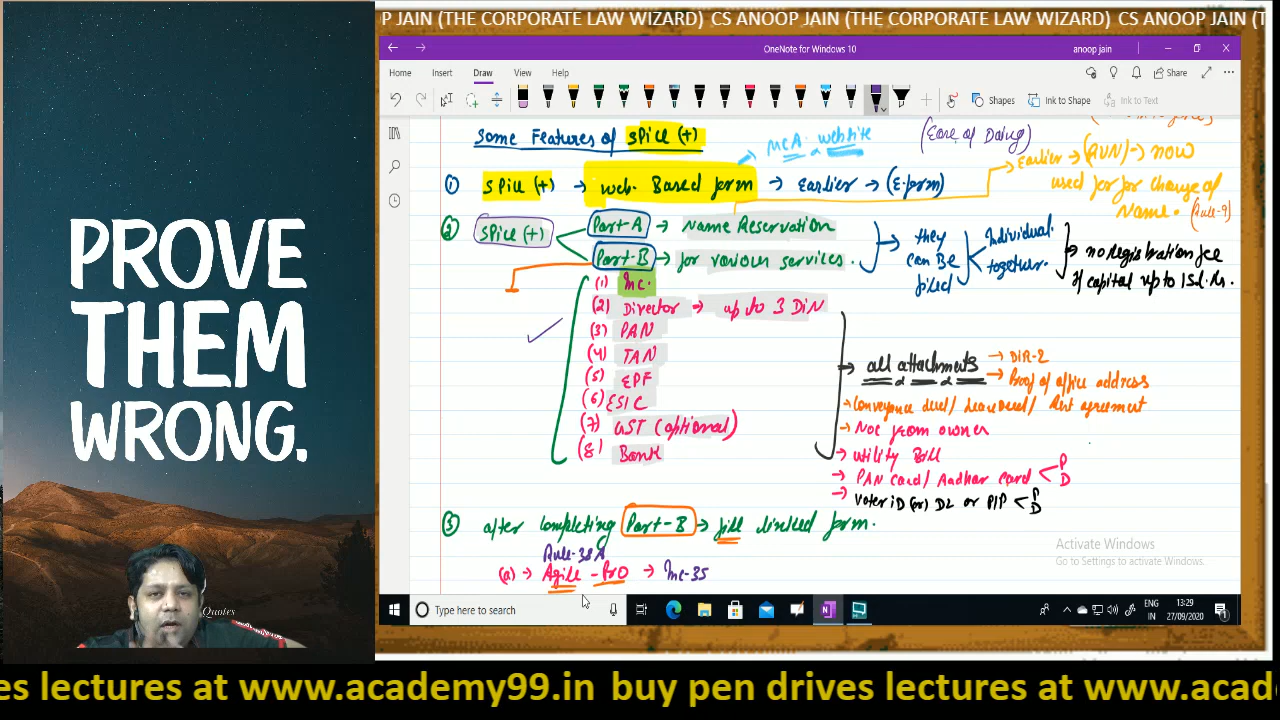 P JAIN (THE CORPORATE LAW WIZARD) CS ANOOP JAIN (THE CORPORATE LAW WIZARD) CS ANOOP JAIN (T
OneNote for Windows 10
anoop jain
Home Insert Draw View Help
Share
Shapes
Ink to Shape
Ink to Text
PROVE
THEM
WRONG.
Quotes
Some Features of SPICE (+)
MCA website
(Ease of Doing)
① SPICE (+) → web-Based form → Earlier → (E-form)
Earlier → (RUN) → now
used for for change of
Name. (Rule-9)
② SPICE (+)
Part-A → Name Reservation
Part-B → for various services.
they
can Be
filed
Individual.
together.
no Registration fee
if capital up to 15 L. Rs.
(1) Inc.
(2) Director → up to 3 DIN
(3) PAN
(4) TAN
(5) EPF
(6) ESIC
(7) GST (optional)
(8) Bank
→ all attachments
→ DIR-2
→ Proof of office address
→ Conveyance deed/ Lease Deed/ Rent agreement
→ NOC from owner
→ utility Bill
→ PAN Card/ Aadhar card < P D
→ Voter ID (or) DL or P/P < P D
③ after completing Part-B → fill linked form.
Rule-38A
(a) → Agile - Pro → Inc-35
Activate Windows
Go to Settings to activate Windows.
Type here to search
ENG
IN
13:29
27/09/2020
es lectures at www.academy99.in buy pen drives lectures at www.acad